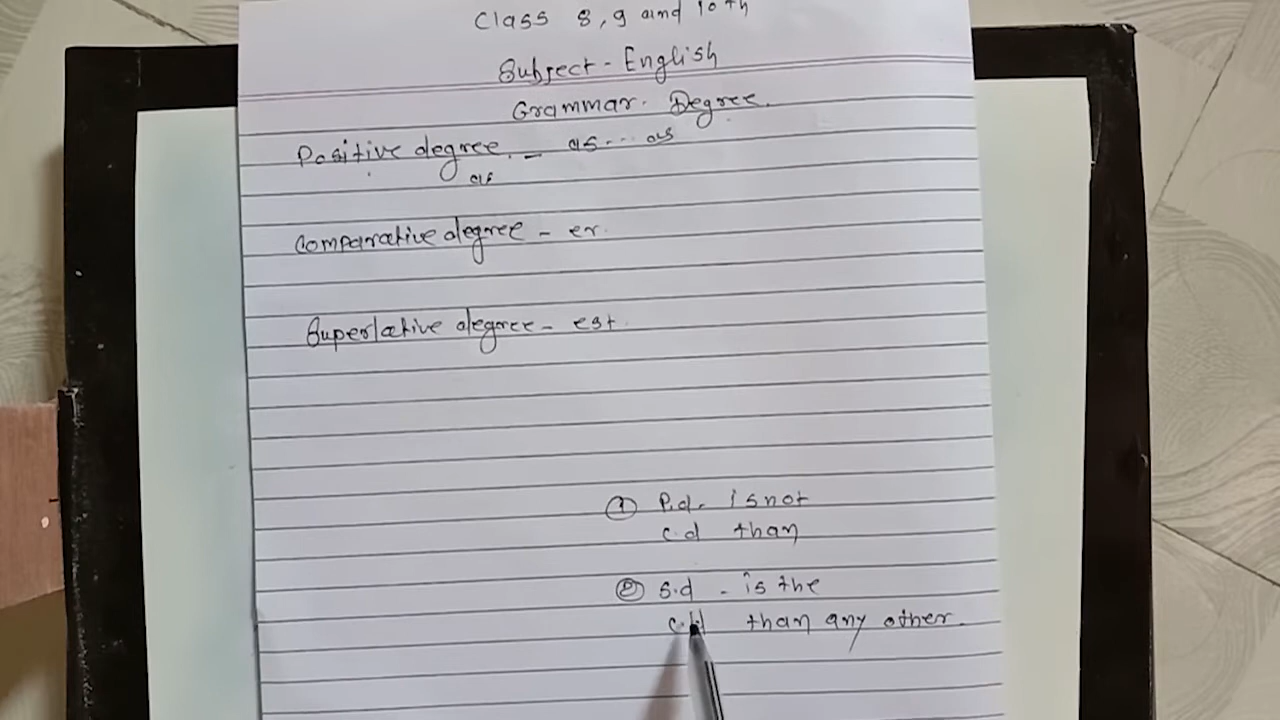 Class 8, 9 and 10th
Subject - English
Grammar. Degree.
Positive degree. - as... as
as
Comparative degree - er.
Superlative degree - est.
① P.d. is not
c.d than
② S.d - is the
c.d than any other.